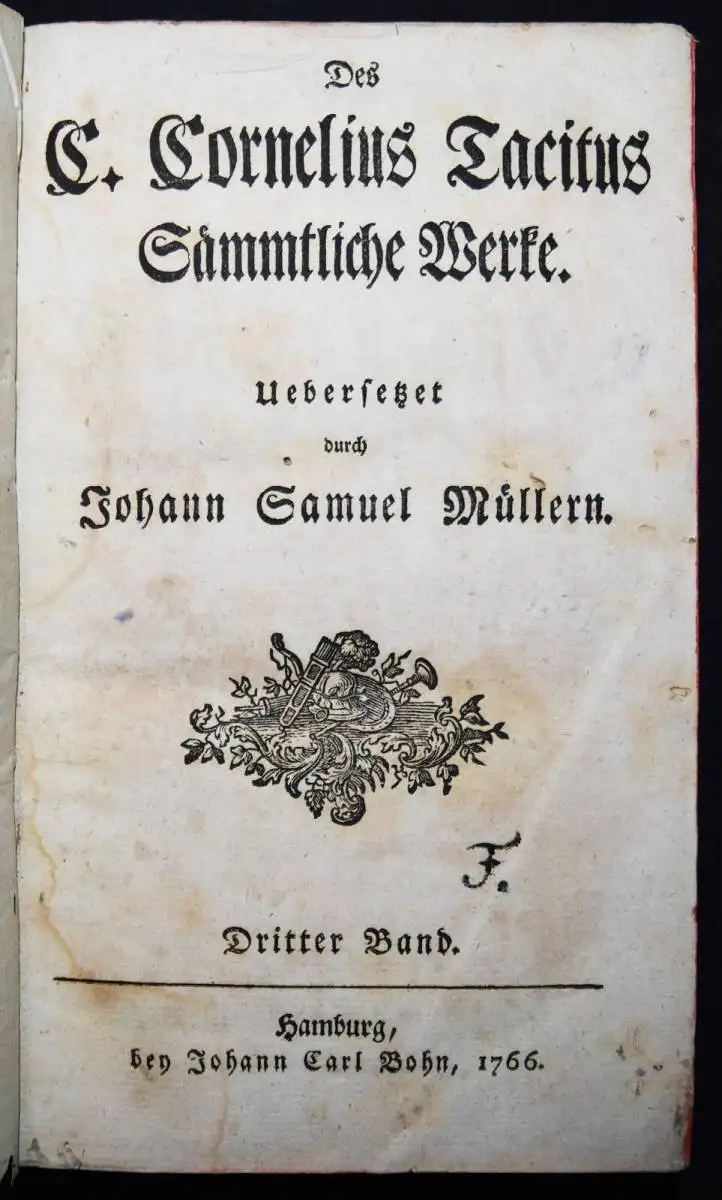 Des
C. Cornelius Tacitus
Sämmtliche Werke.
Uebersetzet
durch
Johann Samuel Müllern.
F.
Dritter Band.
Hamburg,
bey Johann Carl Bohn, 1766.